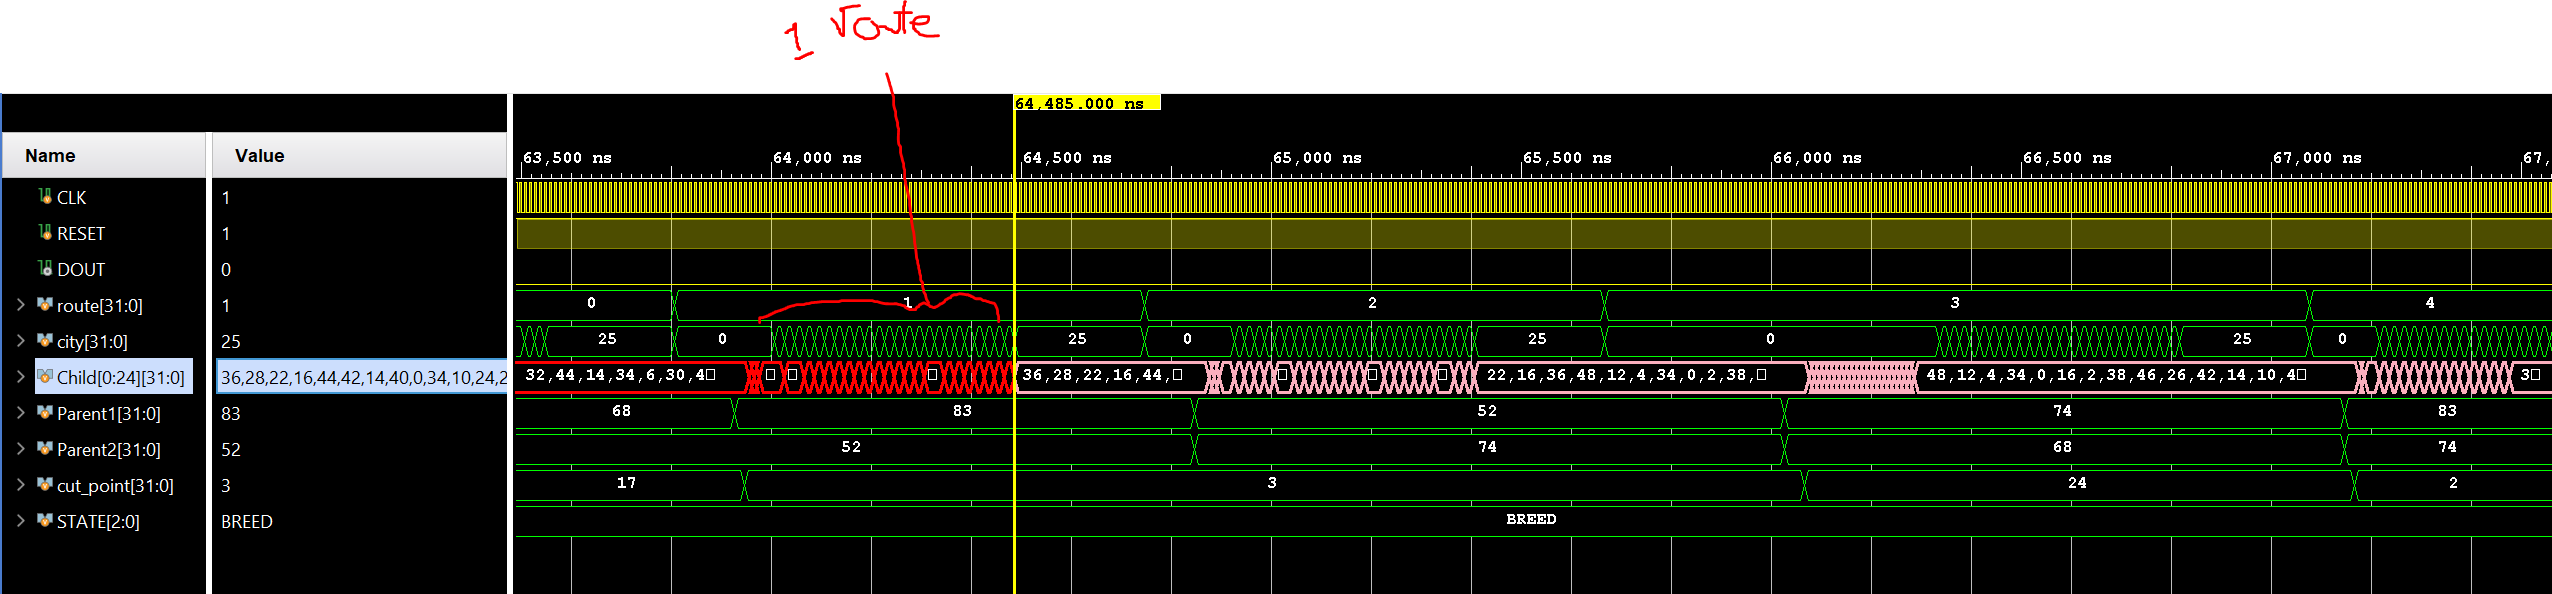 1 route
64,485.000 ns
Name Value 63,500 ns 64,000 ns 64,500 ns 65,000 ns 65,500 ns 66,000 ns 66,500 ns 67,000 ns 67,
CLK 1
RESET 1
DOUT 0
route[31:0] 1 0 1 2 3 4
city[31:0] 25 25 0 25 0 25 0 25 0
Child[0:24][31:0] 36,28,22,16,44,42,14,40,0,34,10,24,2 32,44,14,34,6,30,4□ □ □ □ 36,28,22,16,44,□ □ □ □ 22,16,36,48,12,4,34,0,2,38,□ 48,12,4,34,0,16,2,38,46,26,42,14,10,4□ 3□
Parent1[31:0] 83 68 83 52 74 83
Parent2[31:0] 52 52 74 68 74
cut_point[31:0] 3 17 3 24 2
STATE[2:0] BREED BREED